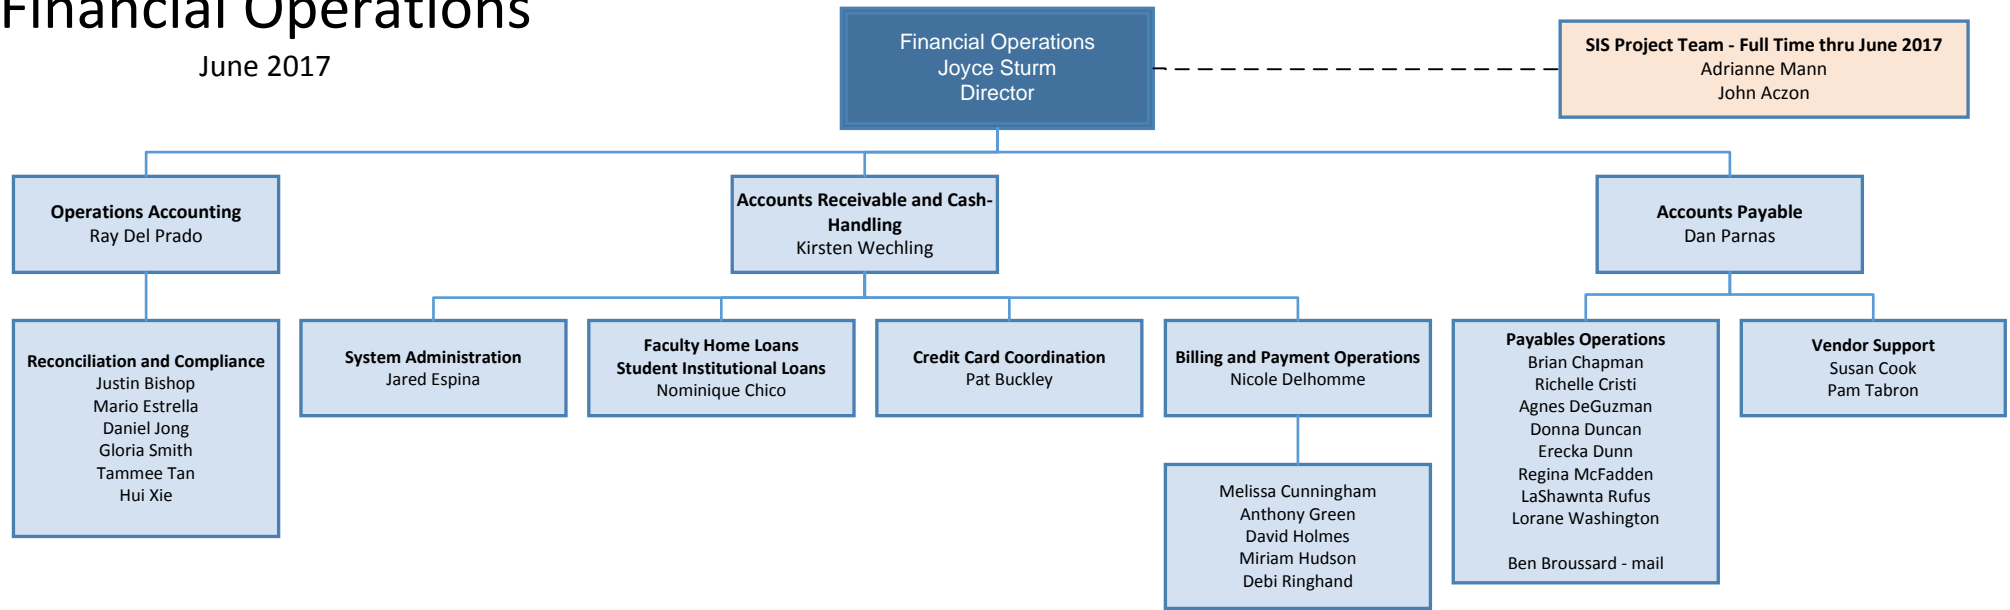 Financial Operations
June 2017
Financial Operations
Joyce Sturm
Director
SIS Project Team - Full Time thru June 2017
Adrianne Mann
John Aczon
Operations Accounting
Ray Del Prado
Accounts Receivable and Cash-
Handling
Kirsten Wechling
Accounts Payable
Dan Parnas
Reconciliation and Compliance
Justin Bishop
Mario Estrella
Daniel Jong
Gloria Smith
Tammee Tan
Hui Xie
System Administration
Jared Espina
Faculty Home Loans
Student Institutional Loans
Nominique Chico
Credit Card Coordination
Pat Buckley
Billing and Payment Operations
Nicole Delhomme
Melissa Cunningham
Anthony Green
David Holmes
Miriam Hudson
Debi Ringhand
Payables Operations
Brian Chapman
Richelle Cristi
Agnes DeGuzman
Donna Duncan
Erecka Dunn
Regina McFadden
LaShawnta Rufus
Lorane Washington
Ben Broussard - mail
Vendor Support
Susan Cook
Pam Tabron